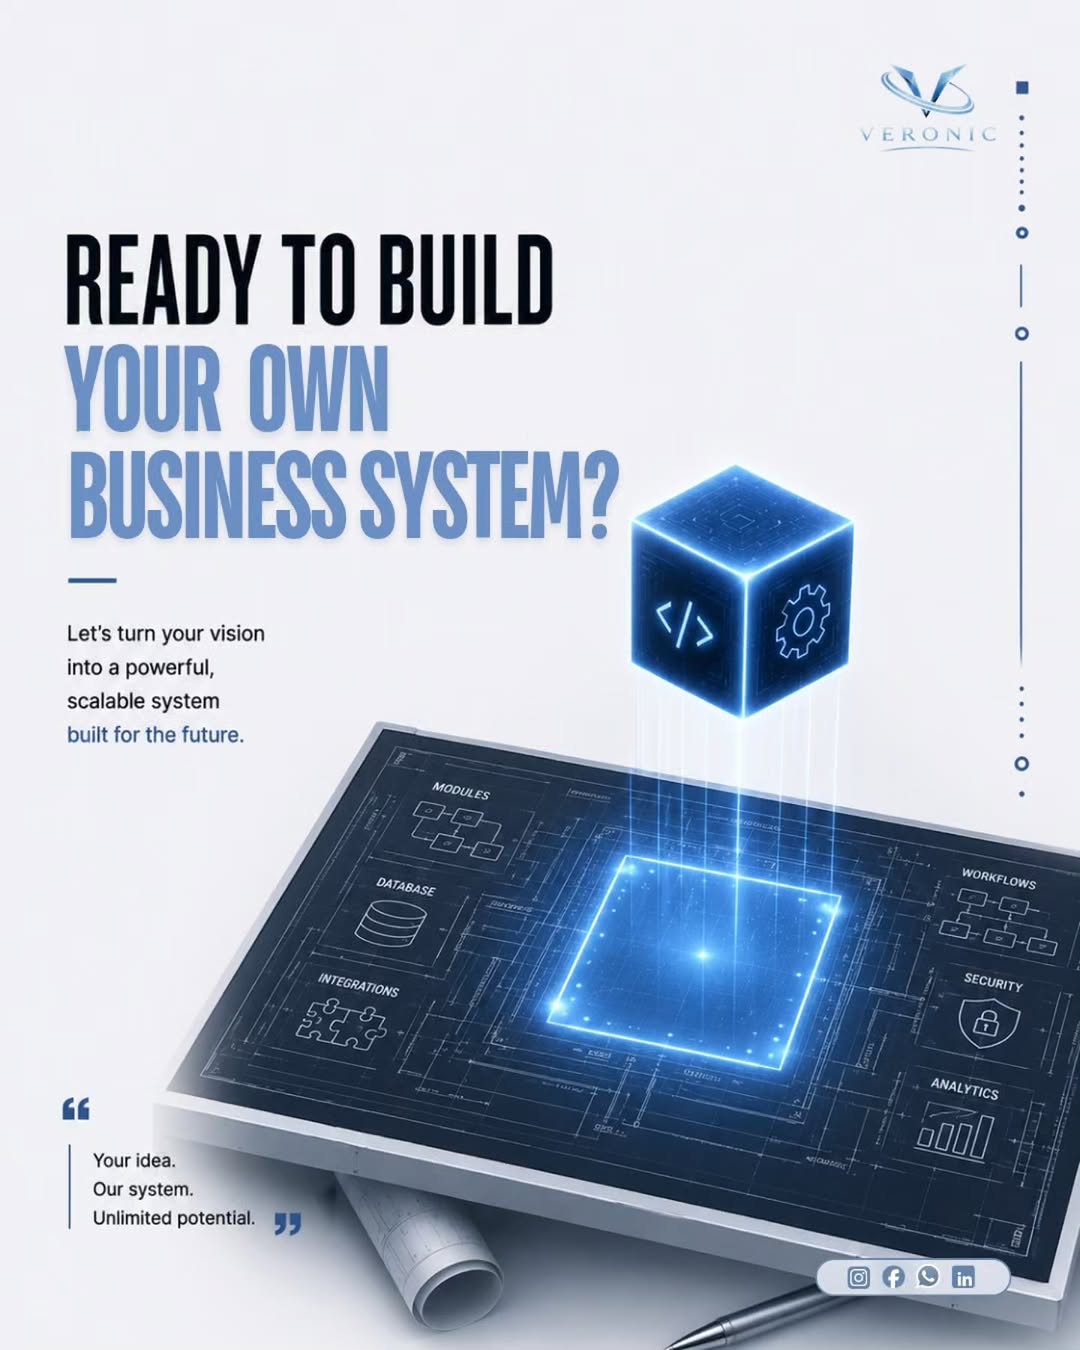 VERONIC
READY TO BUILD
YOUR OWN
BUSINESS SYSTEM?
Let's turn your vision
into a powerful,
scalable system
built for the future.
MODULES
DATABASE
INTEGRATIONS
WORKFLOWS
SECURITY
ANALYTICS
</>
“
Your idea.
Our system.
Unlimited potential. ”